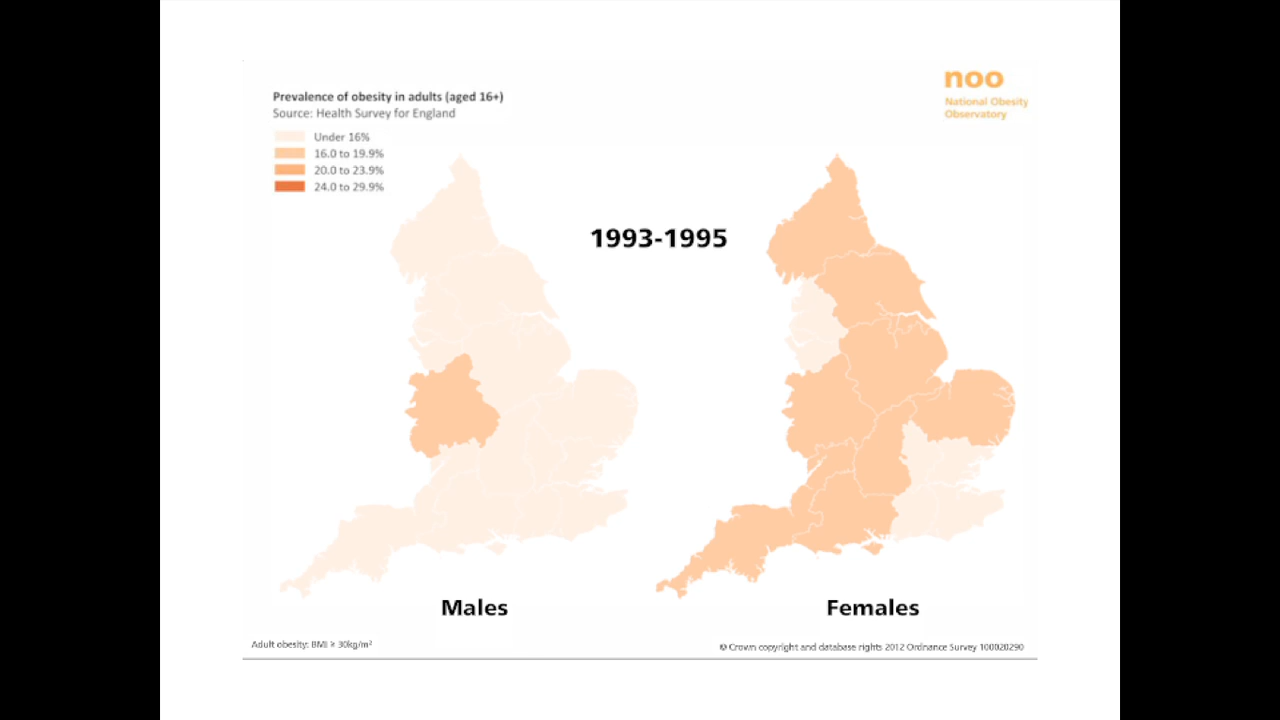 noo
National Obesity
Observatory
Prevalence of obesity in adults (aged 16+)
Source: Health Survey for England
Under 16%
16.0 to 19.9%
20.0 to 23.9%
24.0 to 29.9%
1993-1995
Males
Females
Adult obesity: BMI ≥ 30kg/m²
© Crown copyright and database rights 2012 Ordnance Survey 100020290